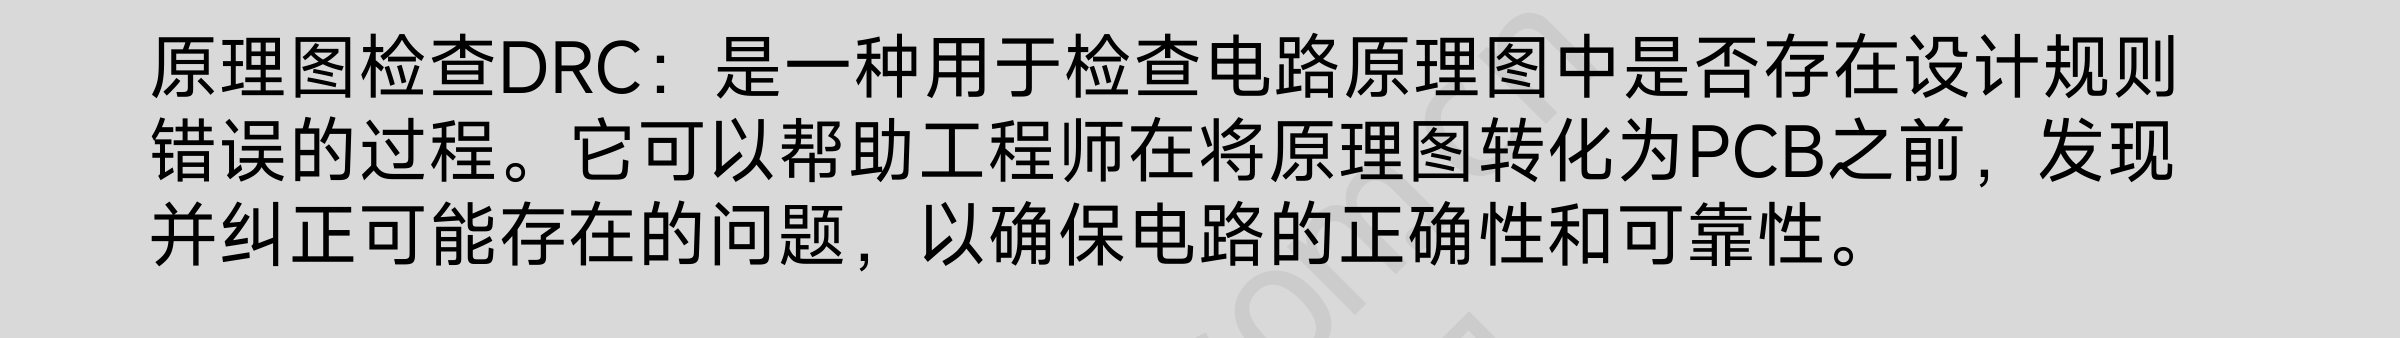 原理图检查DRC：是一种用于检查电路原理图中是否存在设计规则
错误的过程。它可以帮助工程师在将原理图转化为PCB之前，发现
并纠正可能存在的问题，以确保电路的正确性和可靠性。